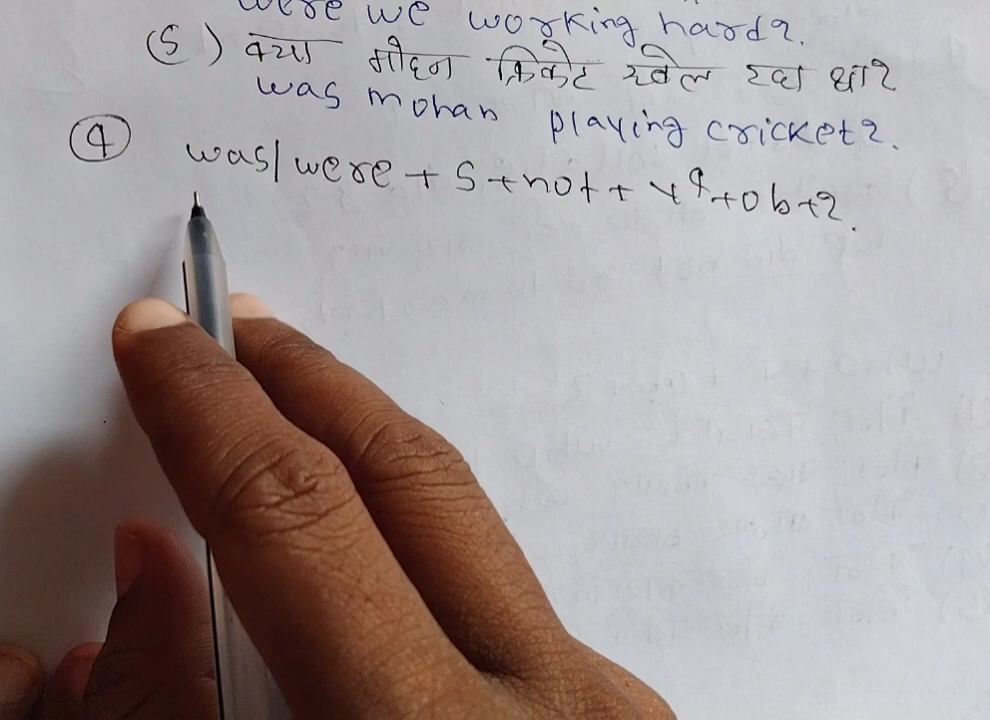 were we working hard?.
(5) क्या मोहन क्रिकेट खेल रहा था?
was mohan playing cricket?.
④ was/were + S + not + v⁴ + ob + ?.